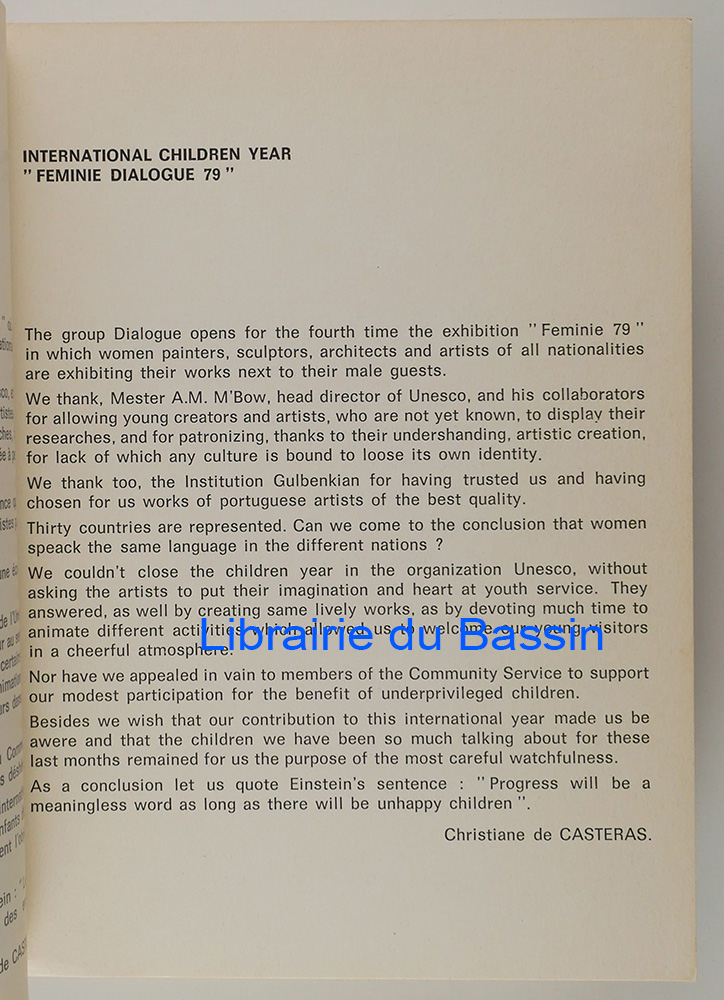 INTERNATIONAL CHILDREN YEAR
" FEMINIE DIALOGUE 79 "
The group Dialogue opens for the fourth time the exhibition " Feminie 79 "
in which women painters, sculptors, architects and artists of all nationalities
are exhibiting their works next to their male guests.
We thank, Mester A.M. M'Bow, head director of Unesco, and his collaborators
for allowing young creators and artists, who are not yet known, to display their
researches, and for patronizing, thanks to their undershanding, artistic creation,
for lack of which any culture is bound to loose its own identity.
We thank too, the Institution Gulbenkian for having trusted us and having
chosen for us works of portuguese artists of the best quality.
Thirty countries are represented. Can we come to the conclusion that women
speack the same language in the different nations ?
We couldn't close the children year in the organization Unesco, without
asking the artists to put their imagination and heart at youth service. They
answered, as well by creating same lively works, as by devoting much time to
animate different activities which allowed us to welcome our young visitors
in a cheerful atmosphere.
Librairie du Bassin
Nor have we appealed in vain to members of the Community Service to support
our modest participation for the benefit of underprivileged children.
Besides we wish that our contribution to this international year made us be
awere and that the children we have been so much talking about for these
last months remained for us the purpose of the most careful watchfulness.
As a conclusion let us quote Einstein's sentence : " Progress will be a
meaningless word as long as there will be unhappy children ".
Christiane de CASTERAS.